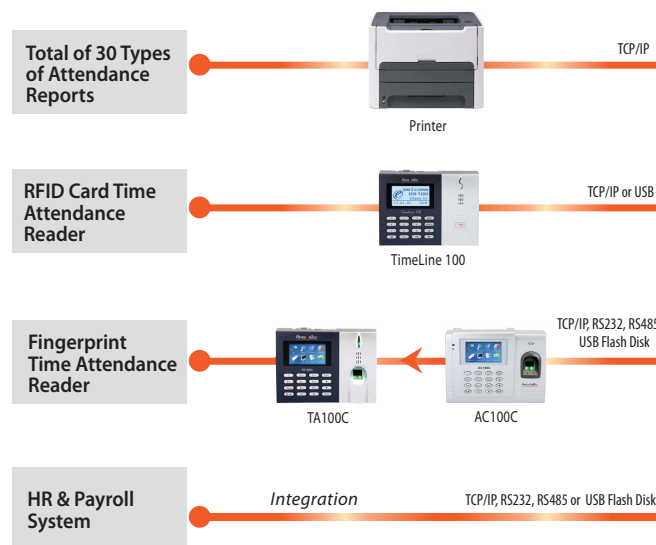 Total of 30 Types
of Attendance
Reports
TCP/IP
Printer
RFID Card Time
Attendance
Reader
TCP/IP or USB
TimeLine 100
Fingerprint
Time Attendance
Reader
TCP/IP, RS232, RS485
USB Flash Disk
TA100C
AC100C
HR & Payroll
System
Integration
TCP/IP, RS232, RS485 or USB Flash Disk